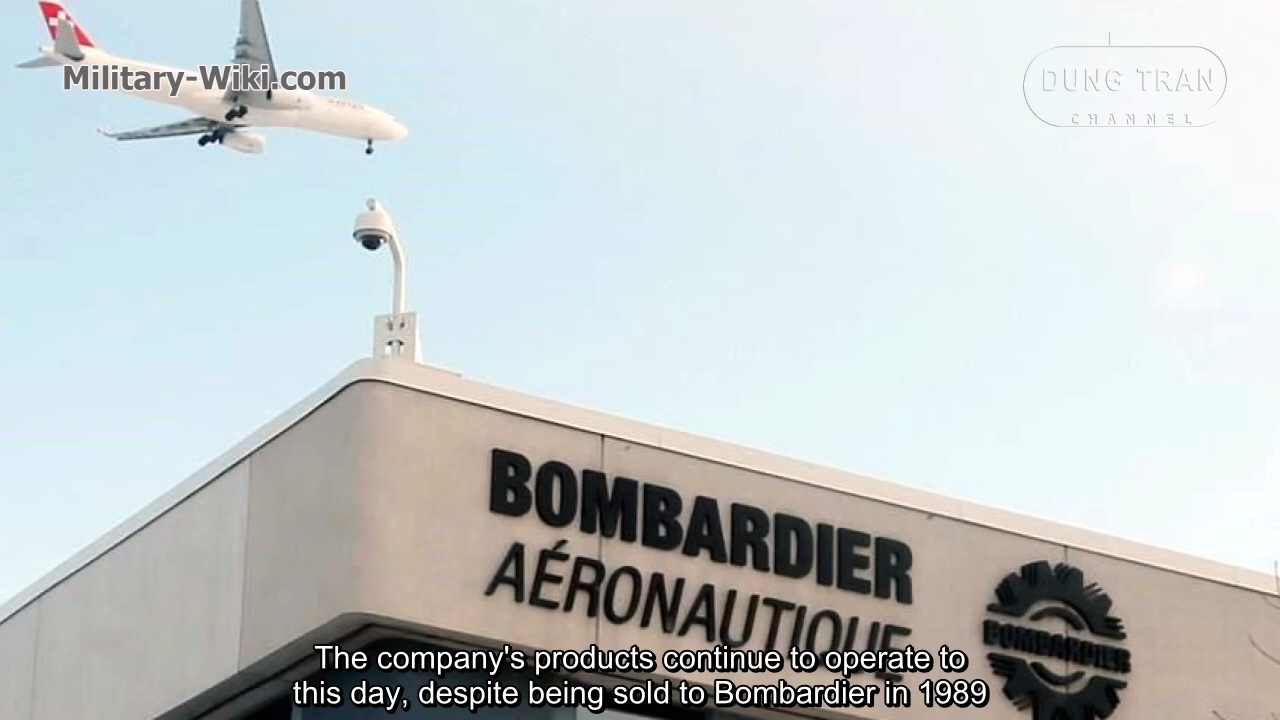 Military-Wiki.com
DUNG TRAN
CHANNEL
BOMBARDIER
AÉRONAUTIQUE
BOMBARDIER
The company's products continue to operate to
this day, despite being sold to Bombardier in 1989